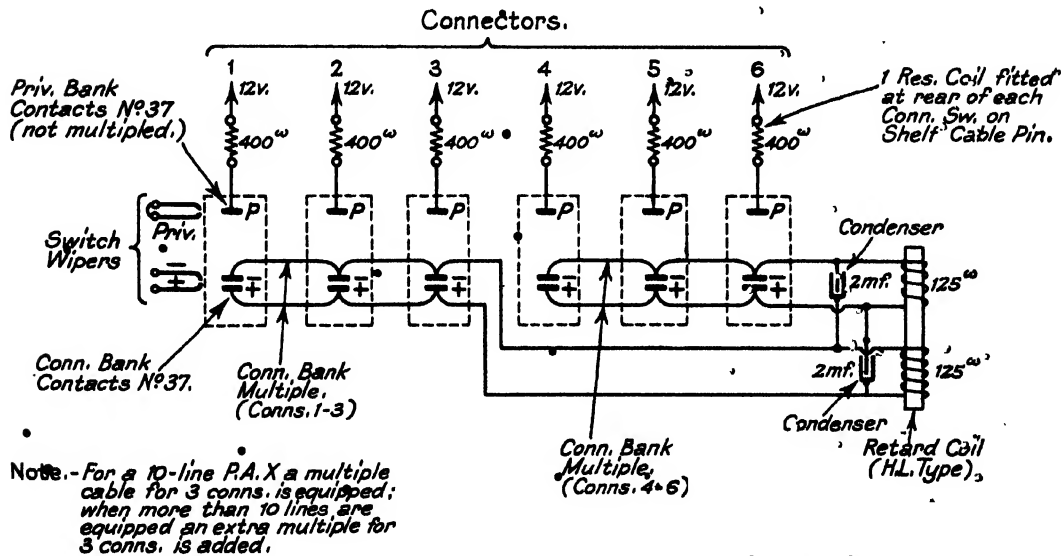 Connectors.
1 2 3 4 5 6
12v. 12v. 12v. 12v. 12v. 12v.
400ω 400ω 400ω 400ω 400ω 400ω
Priv. Bank
Contacts Nº37
(not multipled.)
1 Res. Coil fitted
at rear of each
Conn. Sw. on
Shelf Cable Pin.
P P P P P P
Switch
Wipers
Priv.
− +
− − − − − −
+ + + + + +
Condenser
2mf.
125ω
2mf.
125ω
Condenser
Retard Coil
(H.L. Type)
Conn. Bank
Contacts Nº37.
Conn. Bank
Multiple.
(Conns. 1-3)
Conn. Bank
Multiple.
(Conns. 4-6)
Note.- For a 10-line P.A.X a multiple
cable for 3 conns. is equipped;
when more than 10 lines are
equipped an extra multiple for
3 conns. is added.